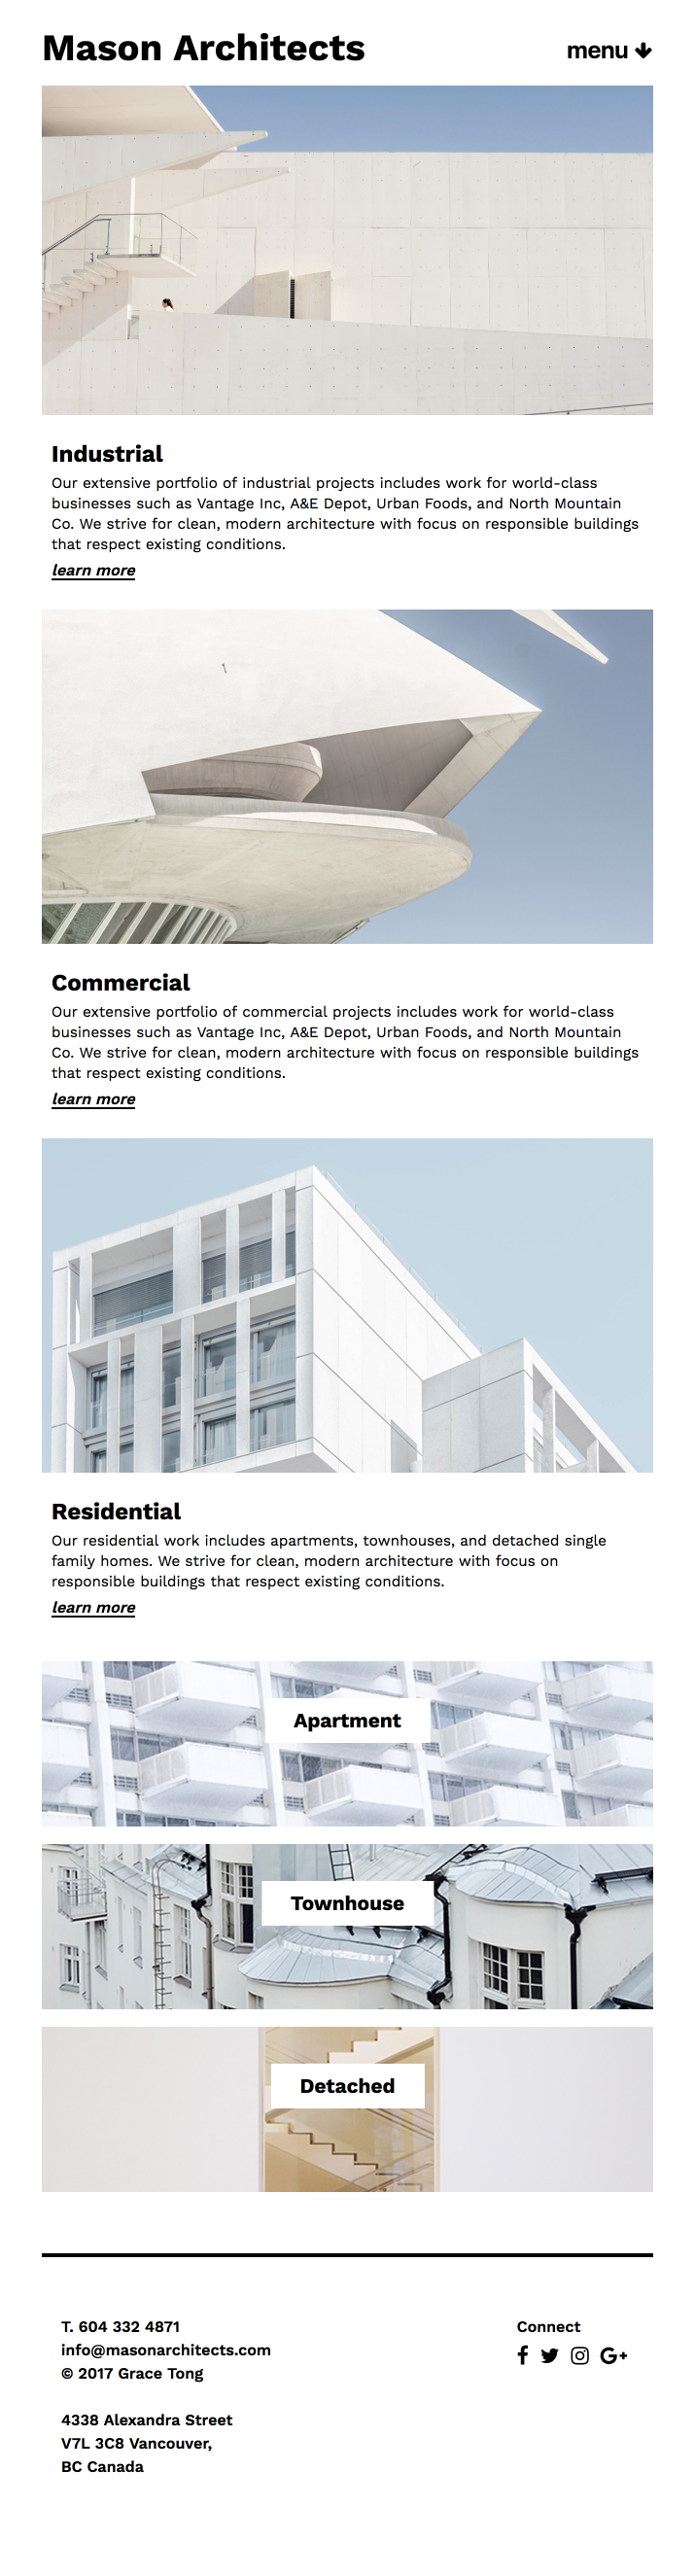 Mason Architects
menu
Industrial
Our extensive portfolio of industrial projects includes work for world-class
businesses such as Vantage Inc, A&E Depot, Urban Foods, and North Mountain
Co. We strive for clean, modern architecture with focus on responsible buildings
that respect existing conditions.
learn more
Commercial
Our extensive portfolio of commercial projects includes work for world-class
businesses such as Vantage Inc, A&E Depot, Urban Foods, and North Mountain
Co. We strive for clean, modern architecture with focus on responsible buildings
that respect existing conditions.
learn more
Residential
Our residential work includes apartments, townhouses, and detached single
family homes. We strive for clean, modern architecture with focus on
responsible buildings that respect existing conditions.
learn more
Apartment
Townhouse
Detached
T. 604 332 4871
info@masonarchitects.com
© 2017 Grace Tong
4338 Alexandra Street
V7L 3C8 Vancouver,
BC Canada
Connect